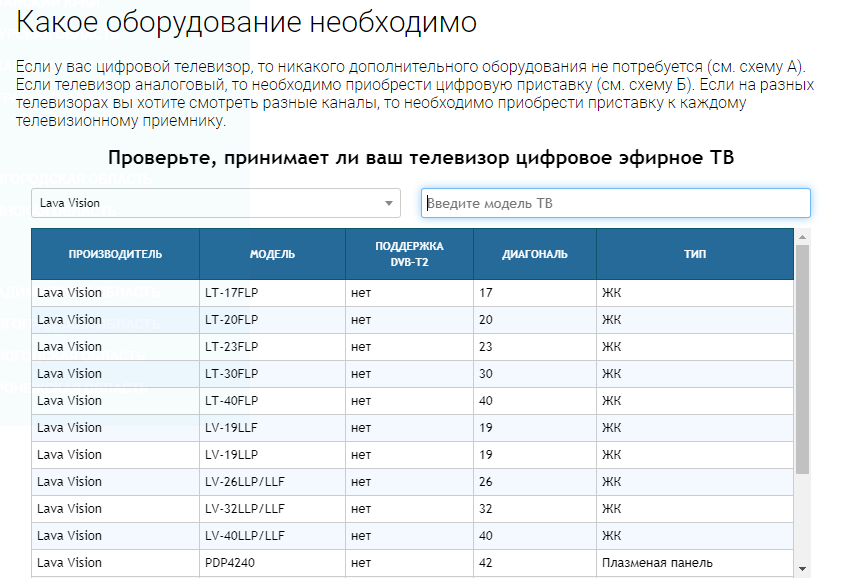 Какое оборудование необходимо
Если у вас цифровой телевизор, то никакого дополнительного оборудования не потребуется (см. схему А).
Если телевизор аналоговый, то необходимо приобрести цифровую приставку (см. схему Б). Если на разных
телевизорах вы хотите смотреть разные каналы, то необходимо приобрести приставку к каждому
телевизионному приемнику.
Проверьте, принимает ли ваш телевизор цифровое эфирное ТВ
Lava Vision Введите модель ТВ
ПРОИЗВОДИТЕЛЬ МОДЕЛЬ ПОДДЕРЖКА DVB-T2 ДИАГОНАЛЬ ТИП
Lava Vision LT-17FLP нет 17 ЖК
Lava Vision LT-20FLP нет 20 ЖК
Lava Vision LT-23FLP нет 23 ЖК
Lava Vision LT-30FLP нет 30 ЖК
Lava Vision LT-40FLP нет 40 ЖК
Lava Vision LV-19LLF нет 19 ЖК
Lava Vision LV-19LLP нет 19 ЖК
Lava Vision LV-26LLP/LLF нет 26 ЖК
Lava Vision LV-32LLP/LLF нет 32 ЖК
Lava Vision LV-40LLP/LLF нет 40 ЖК
Lava Vision PDP4240 нет 42 Плазменая панель